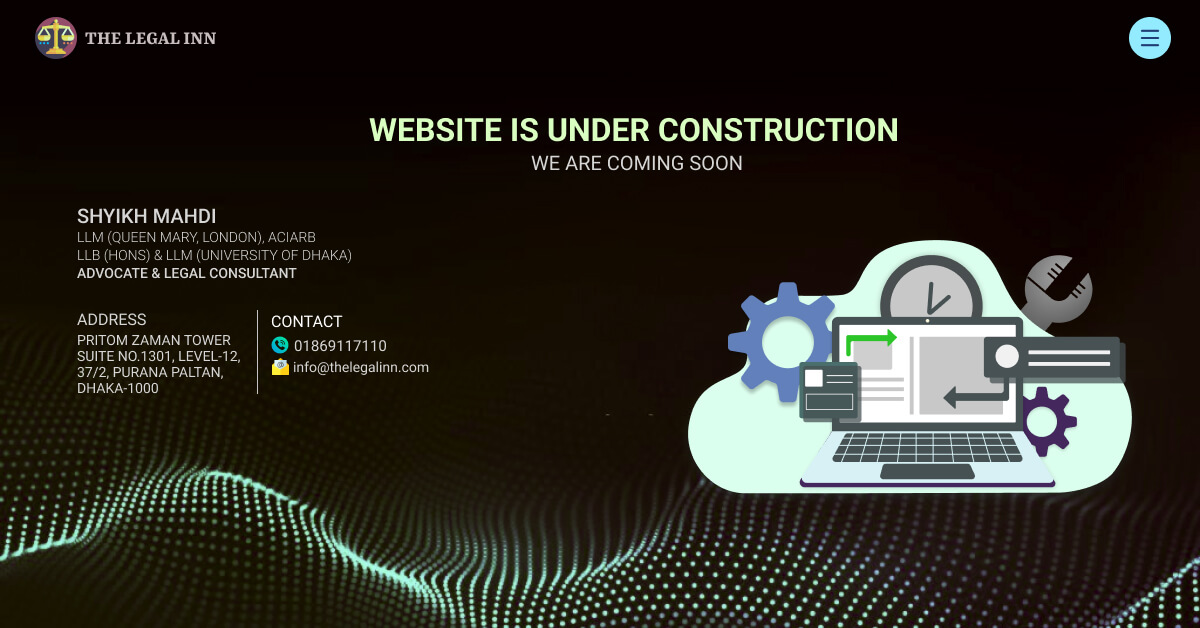 THE LEGAL INN
WEBSITE IS UNDER CONSTRUCTION
WE ARE COMING SOON
SHYIKH MAHDI
LLM (QUEEN MARY, LONDON), ACIARB
LLB (HONS) & LLM (UNIVERSITY OF DHAKA)
ADVOCATE & LEGAL CONSULTANT
ADDRESS
PRITOM ZAMAN TOWER
SUITE NO.1301, LEVEL-12,
37/2, PURANA PALTAN,
DHAKA-1000
CONTACT
01869117110
info@thelegalinn.com